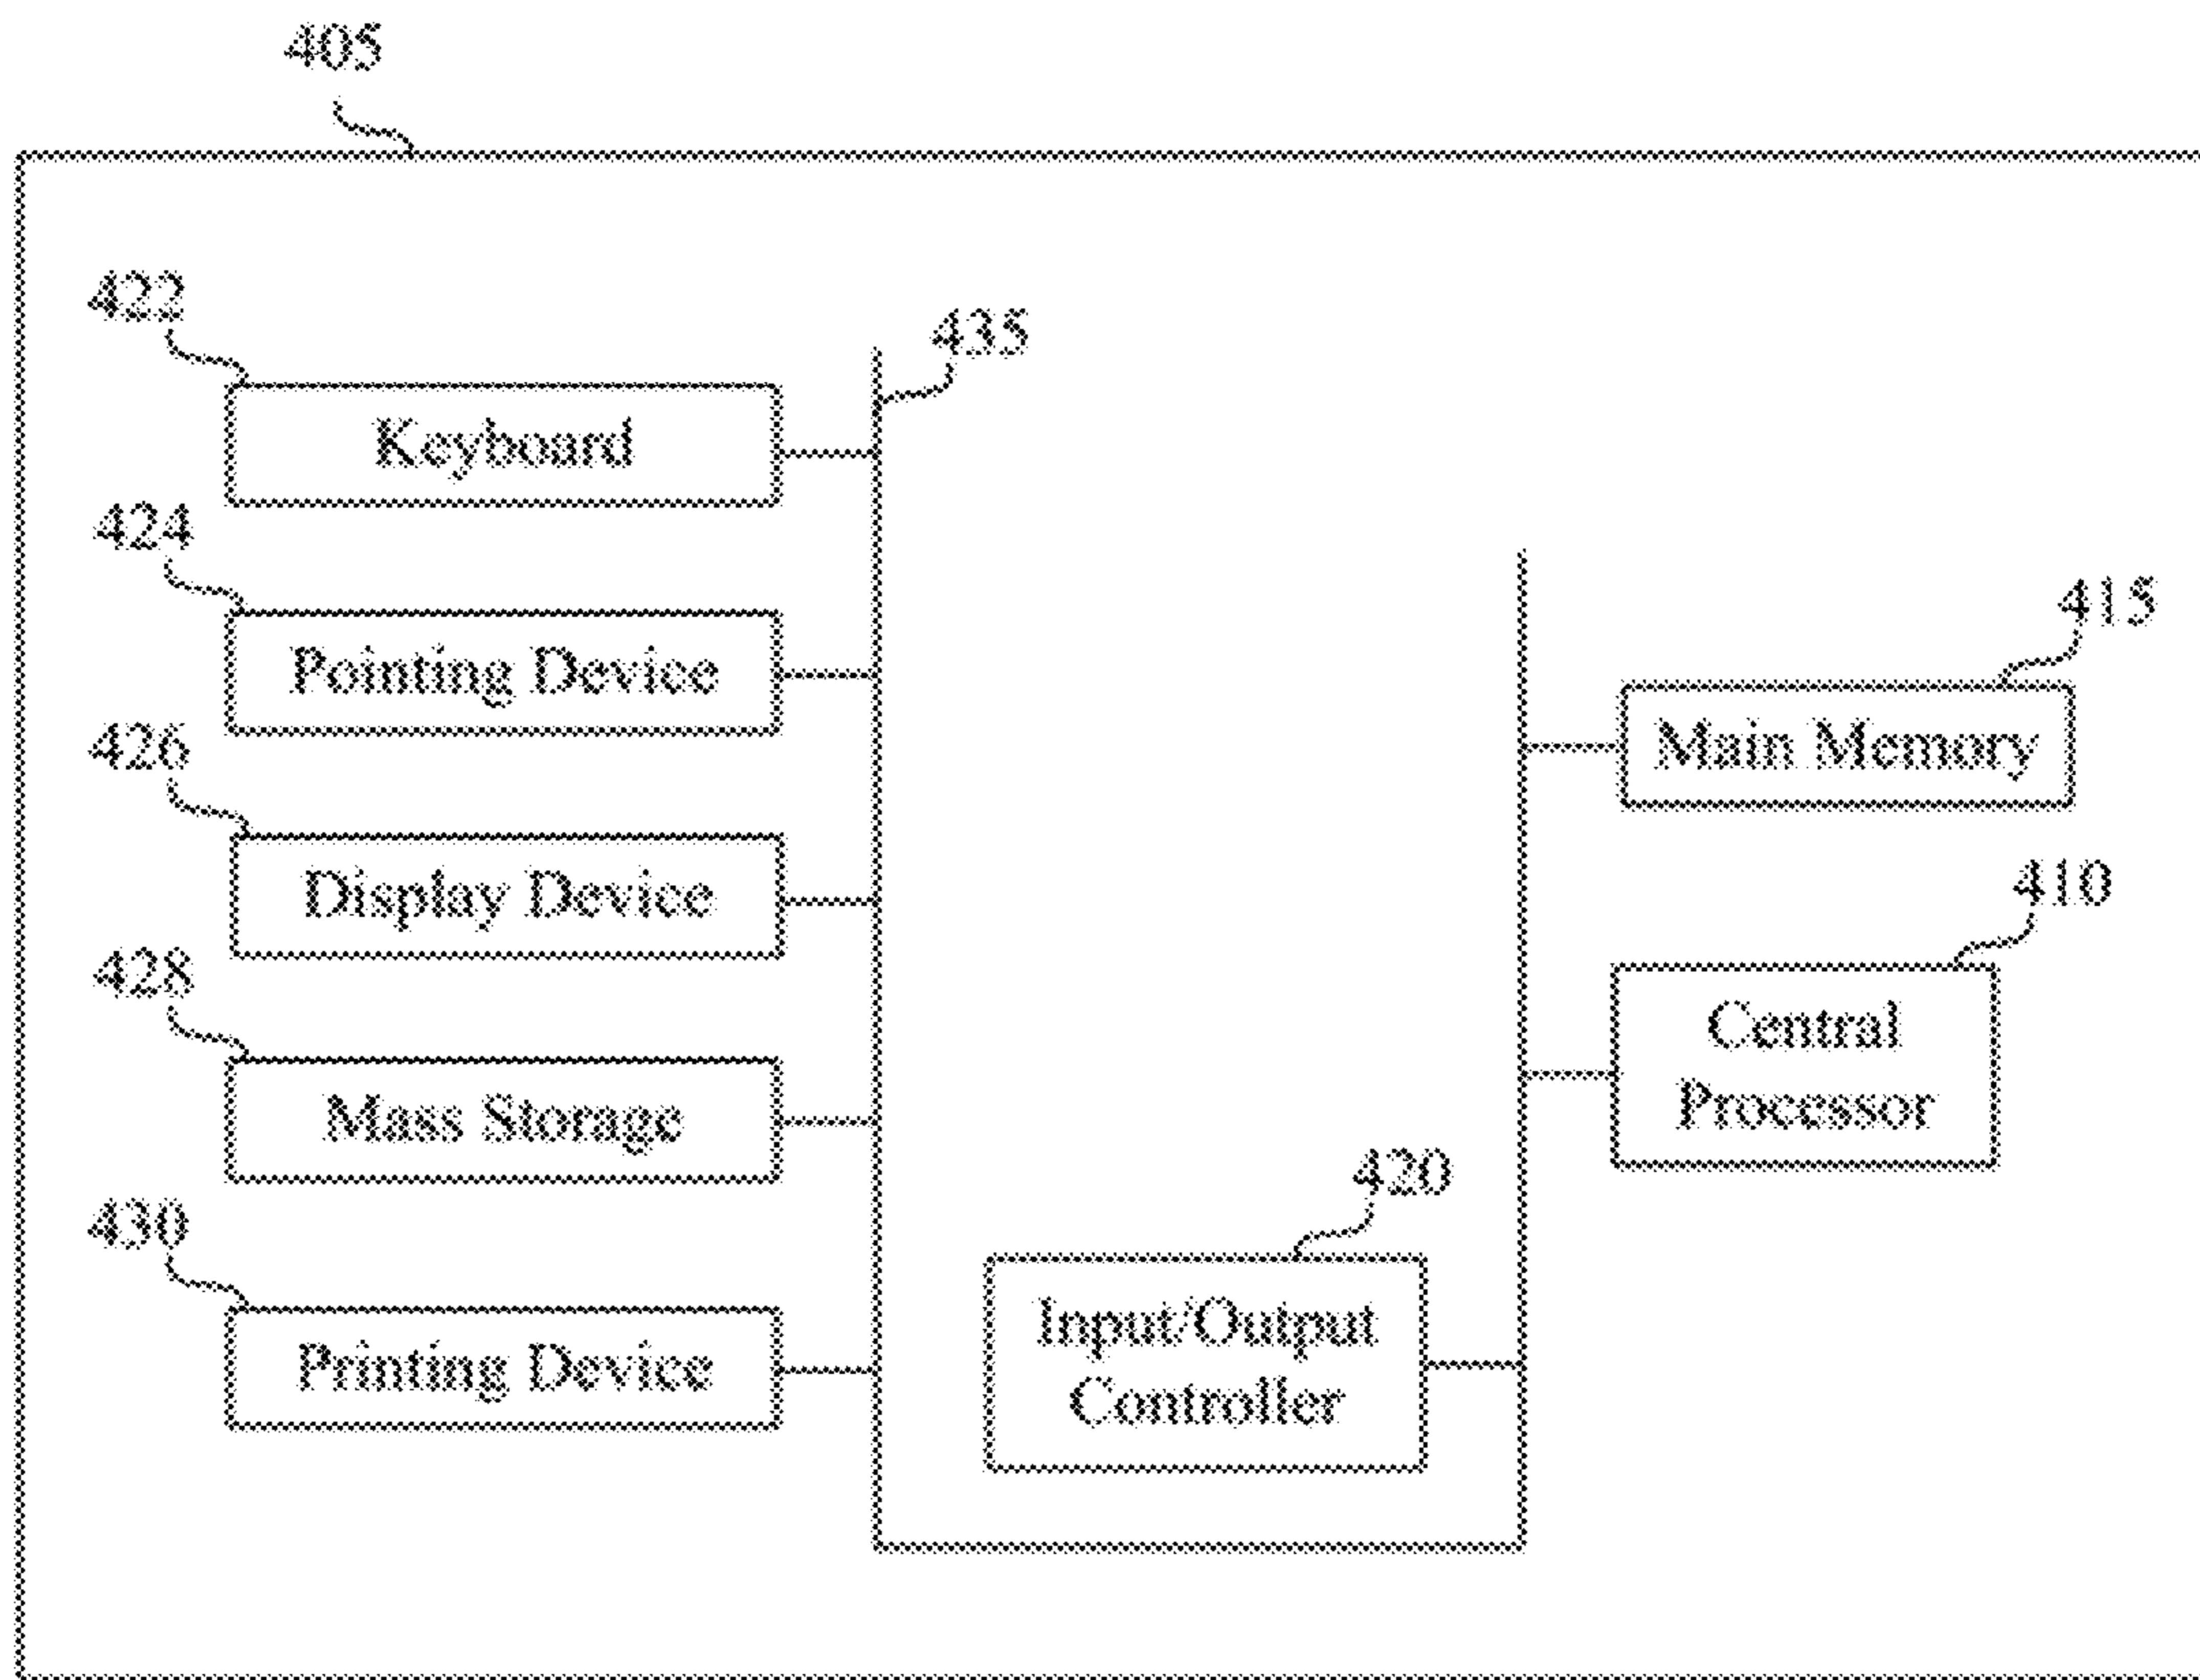 405
422
435
Keyboard
424
Pointing Device
415
426
Main Memory
Display Device
410
428
Central
Processor
Mass Storage
420
430
Input/Output
Controller
Printing Device